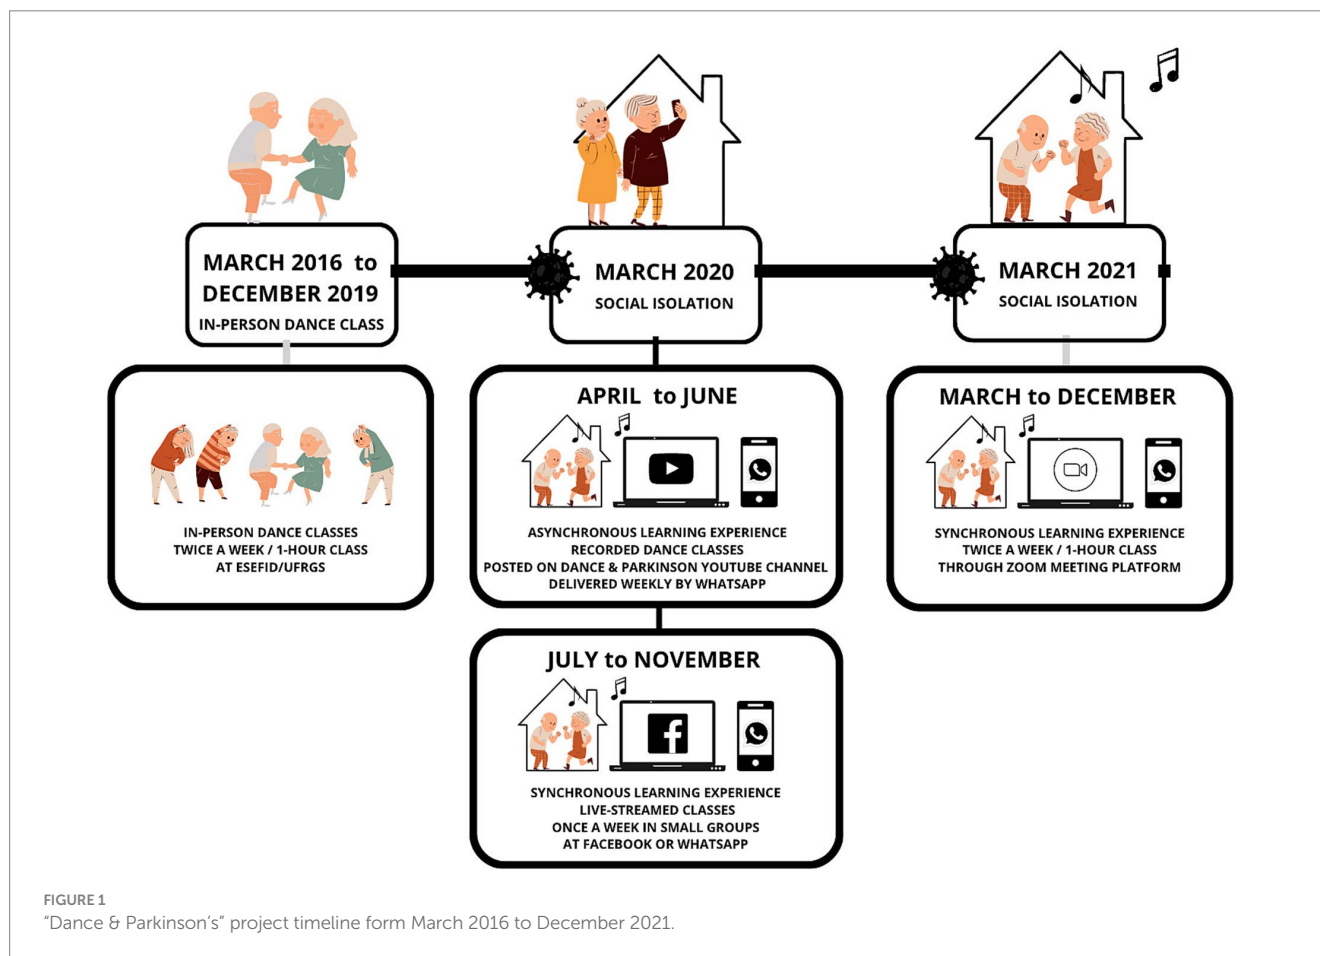 MARCH 2016 to
DECEMBER 2019
IN-PERSON DANCE CLASS
MARCH 2020
SOCIAL ISOLATION
MARCH 2021
SOCIAL ISOLATION
IN-PERSON DANCE CLASSES
TWICE A WEEK / 1-HOUR CLASS
AT ESEFID/UFRGS
APRIL to JUNE
ASYNCHRONOUS LEARNING EXPERIENCE
RECORDED DANCE CLASSES
POSTED ON DANCE & PARKINSON YOUTUBE CHANNEL
DELIVERED WEEKLY BY WHATSAPP
MARCH to DECEMBER
SYNCHRONOUS LEARNING EXPERIENCE
TWICE A WEEK / 1-HOUR CLASS
THROUGH ZOOM MEETING PLATFORM
JULY to NOVEMBER
f
SYNCHRONOUS LEARNING EXPERIENCE
LIVE-STREAMED CLASSES
ONCE A WEEK IN SMALL GROUPS
AT FACEBOOK OR WHATSAPP
FIGURE 1
“Dance & Parkinson’s” project timeline form March 2016 to December 2021.